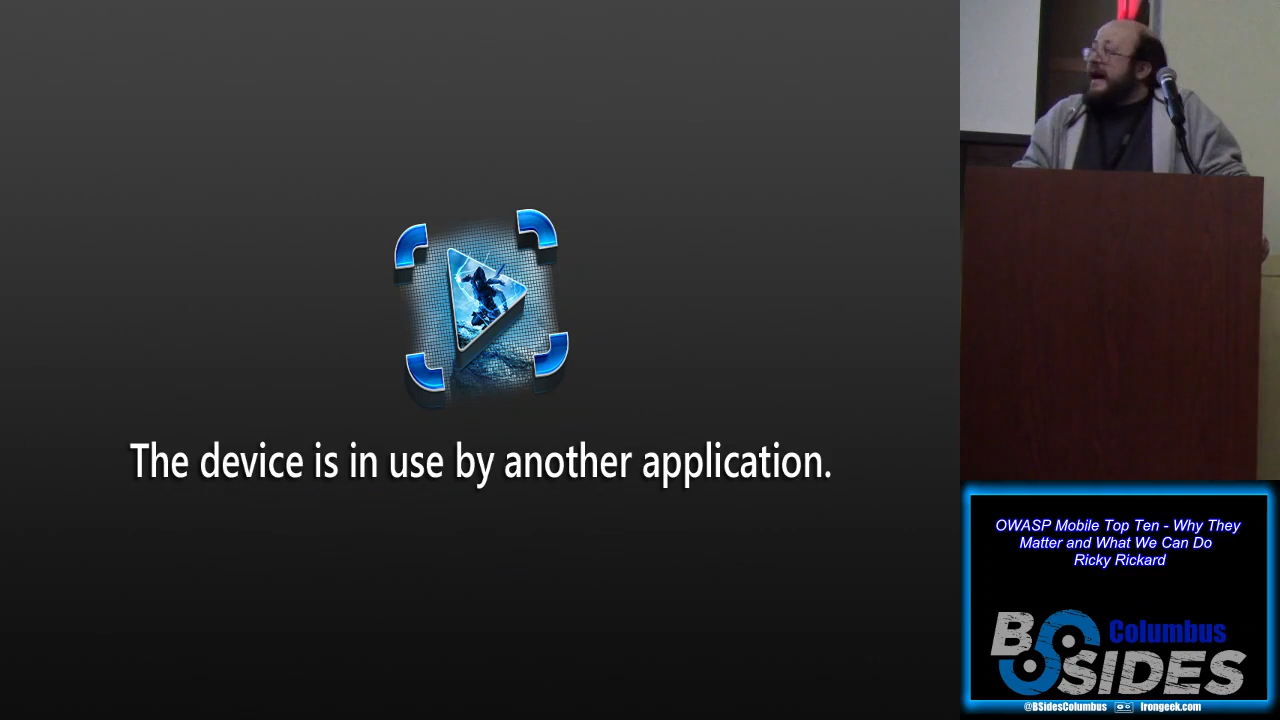 The device is in use by another application.
OWASP Mobile Top Ten - Why They
Matter and What We Can Do
Ricky Rickard
BSIDES
Columbus
@BSidesColumbus Irongeek.com